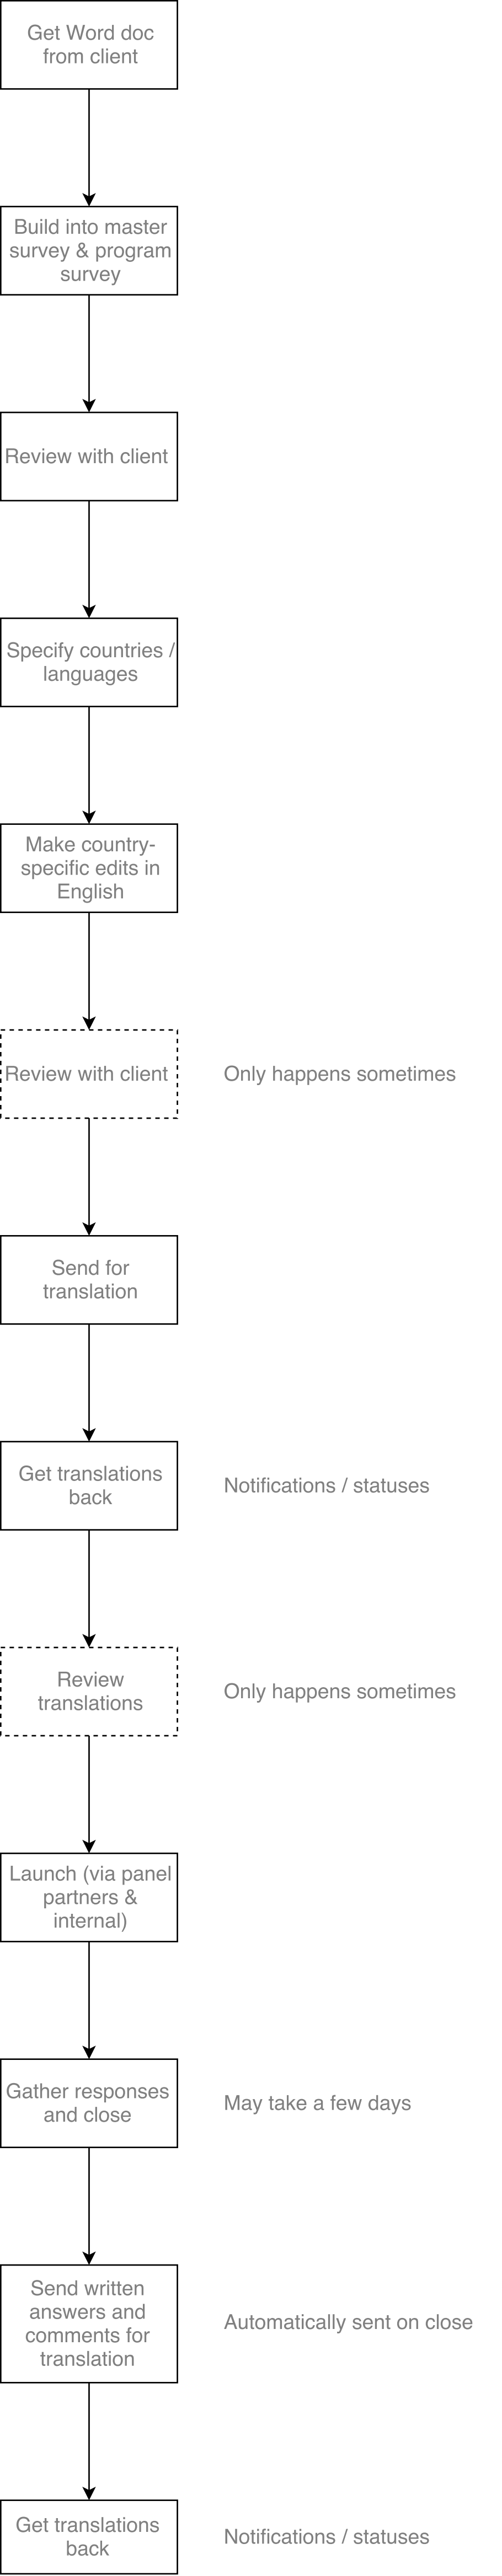 Get Word doc
from client
Build into master
survey & program
survey
Review with client
Specify countries /
languages
Make country-
specific edits in
English
Review with client
Only happens sometimes
Send for
translation
Get translations
back
Notifications / statuses
Review
translations
Only happens sometimes
Launch (via panel
partners &
internal)
Gather responses
and close
May take a few days
Send written
answers and
comments for
translation
Automatically sent on close
Get translations
back
Notifications / statuses